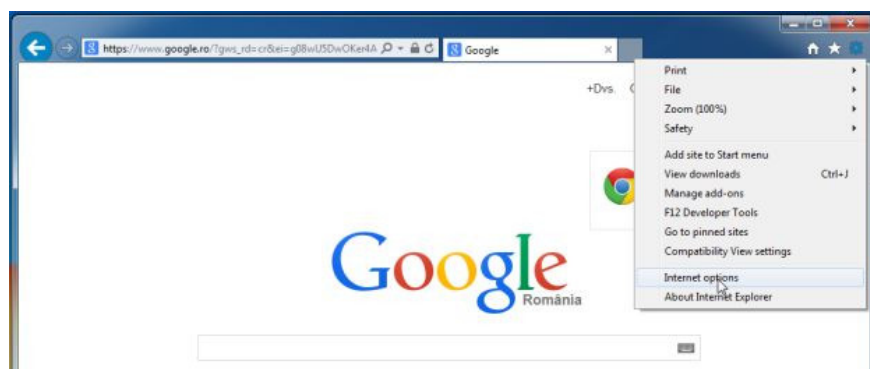 https://www.google.ro/?gws_rd=cr&ei=g08wU5DwOKer4A
Google
+Dvs.
Print
File
Zoom (100%)
Safety
Add site to Start menu
View downloads Ctrl+J
Manage add-ons
F12 Developer Tools
Go to pinned sites
Compatibility View settings
Internet options
About Internet Explorer
Google
România